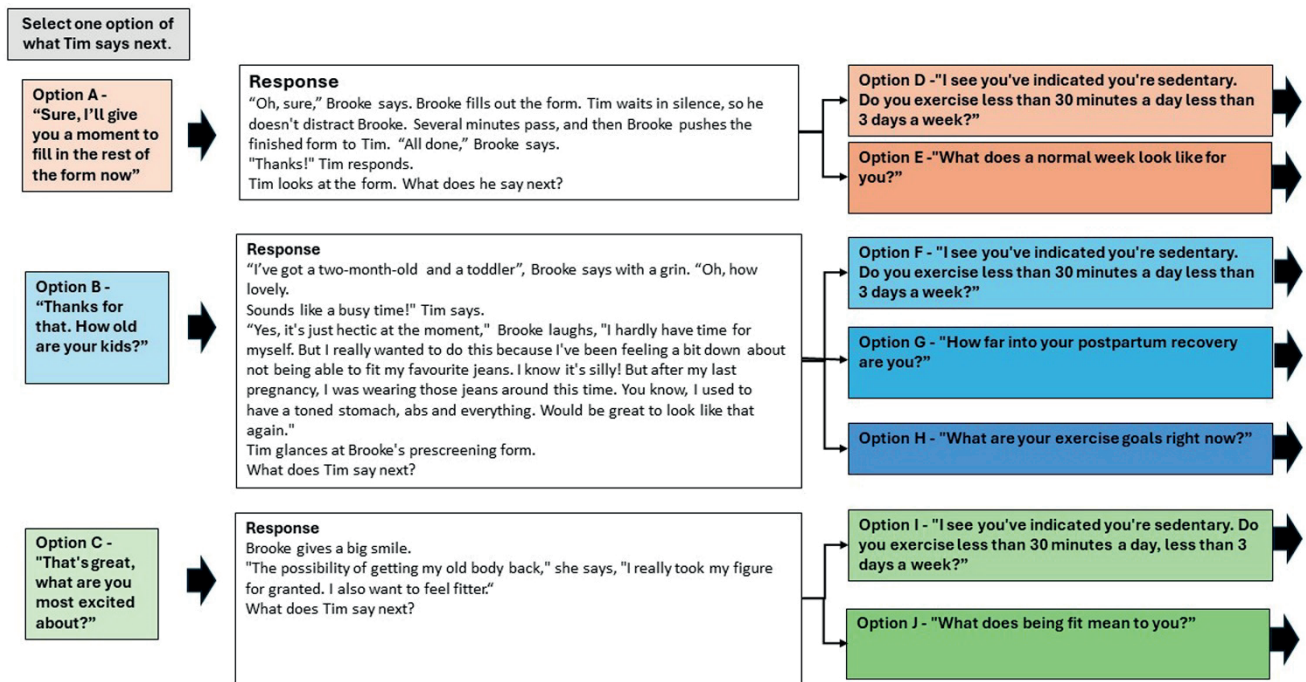 Select one option of
what Tim says next.
Option A -
“Sure, I’ll give
you a moment to
fill in the rest of
the form now”
Response
“Oh, sure,” Brooke says. Brooke fills out the form. Tim waits in silence, so he
doesn't distract Brooke. Several minutes pass, and then Brooke pushes the
finished form to Tim. “All done,” Brooke says.
"Thanks!" Tim responds.
Tim looks at the form. What does he say next?
Option D -"I see you've indicated you're sedentary.
Do you exercise less than 30 minutes a day less than
3 days a week?”
Option E -"What does a normal week look like for
you?”
Option B -
“Thanks for
that. How old
are your kids?”
Response
“I’ve got a two-month-old and a toddler”, Brooke says with a grin. “Oh, how
lovely.
Sounds like a busy time!" Tim says.
“Yes, it's just hectic at the moment," Brooke laughs, "I hardly have time for
myself. But I really wanted to do this because I've been feeling a bit down about
not being able to fit my favourite jeans. I know it's silly! But after my last
pregnancy, I was wearing those jeans around this time. You know, I used to
have a toned stomach, abs and everything. Would be great to look like that
again."
Tim glances at Brooke's prescreening form.
What does Tim say next?
Option F - "I see you've indicated you're sedentary.
Do you exercise less than 30 minutes a day less than
3 days a week?”
Option G - "How far into your postpartum recovery
are you?”
Option H - "What are your exercise goals right now?”
Option C -
"That's great,
what are you
most excited
about?”
Response
Brooke gives a big smile.
"The possibility of getting my old body back," she says, "I really took my figure
for granted. I also want to feel fitter.“
What does Tim say next?
Option I - "I see you've indicated you're sedentary. Do
you exercise less than 30 minutes a day, less than 3
days a week?”
Option J - "What does being fit mean to you?”